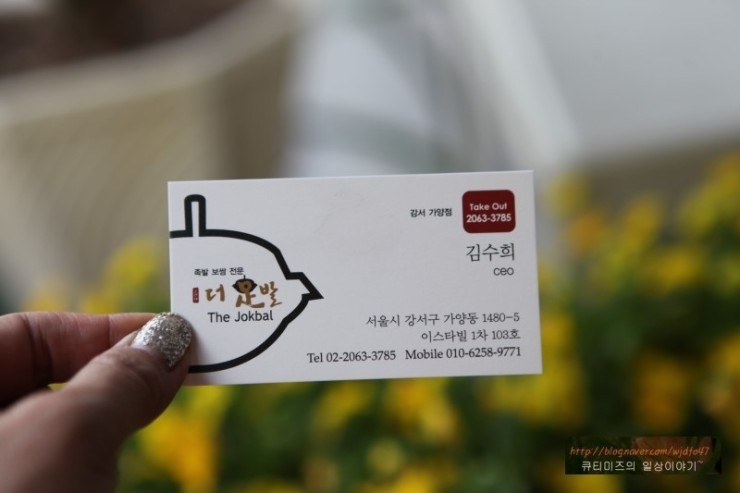 강서 가양점
Take Out
2063-3785
김수희
ceo
족발 보쌈 전문
더 족발
The Jokbal
서울시 강서구 가양동 1480-5
이스타빌 1차 103호
Tel 02-2063-3785 Mobile 010-6258-9771
http://blognaver.com/wjdfo47
큐티미즈의 일상이야기~